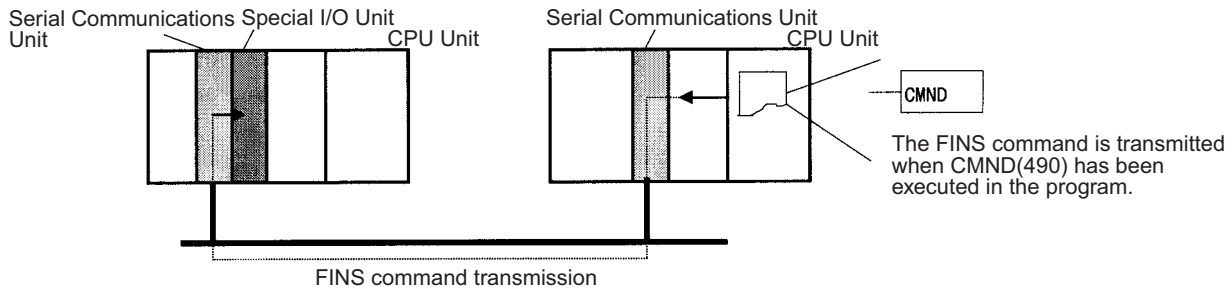 Serial Communications Unit
Special I/O Unit
CPU Unit
Serial Communications Unit
CPU Unit
CMND
The FINS command is transmitted
when CMND(490) has been
executed in the program.
FINS command transmission